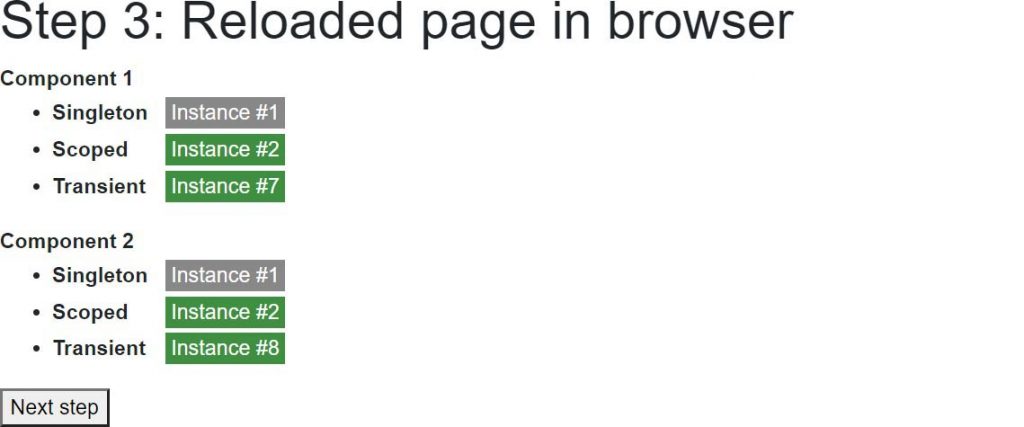 Step 3: Reloaded page in browser
Component 1
• Singleton Instance #1
• Scoped Instance #2
• Transient Instance #7
Component 2
• Singleton Instance #1
• Scoped Instance #2
• Transient Instance #8
Next step